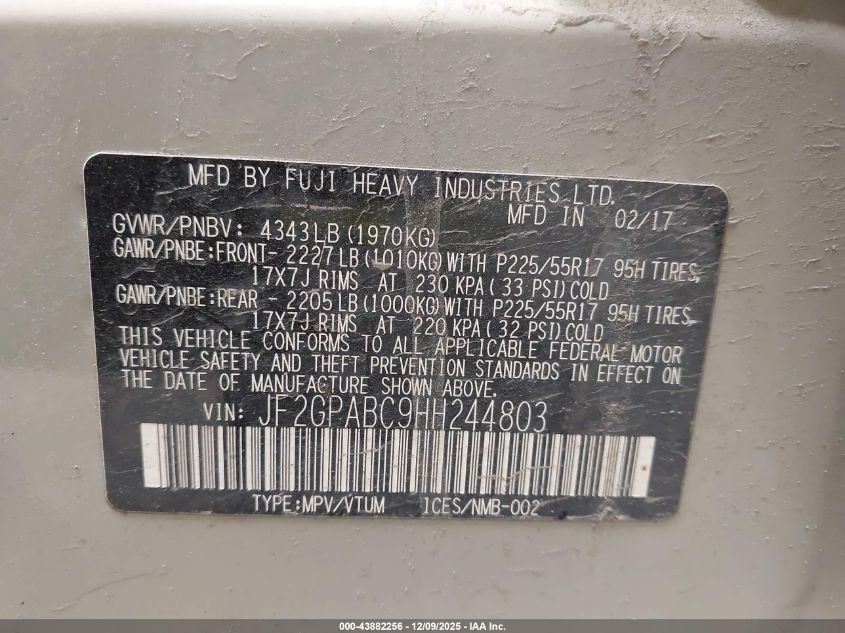 MFD BY FUJI HEAVY INDUSTRIES LTD.
MFD IN 02/17
GVWR/PNBV: 4343LB (1970KG)
GAWR/PNBE:FRONT- 2227 LB (1010KG) WITH P225/55R17 95H TIRES,
17X7J RIMS AT 230 KPA ( 33 PSI) COLD
GAWR/PNBE:REAR - 2205 LB (1000KG) WITH P225/55R17 95H TIRES,
17X7J RIMS AT 220 KPA ( 32 PSI) COLD
THIS VEHICLE CONFORMS TO ALL APPLICABLE FEDERAL MOTOR
VEHICLE SAFETY AND THEFT PREVENTION STANDARDS IN EFFECT ON
THE DATE OF MANUFACTURE SHOWN ABOVE.
VIN: JF2GPABC9HH244803
TYPE:MPV/VTUM ICES/NMB-002
000-43882256 - 12/09/2025 - IAA Inc.